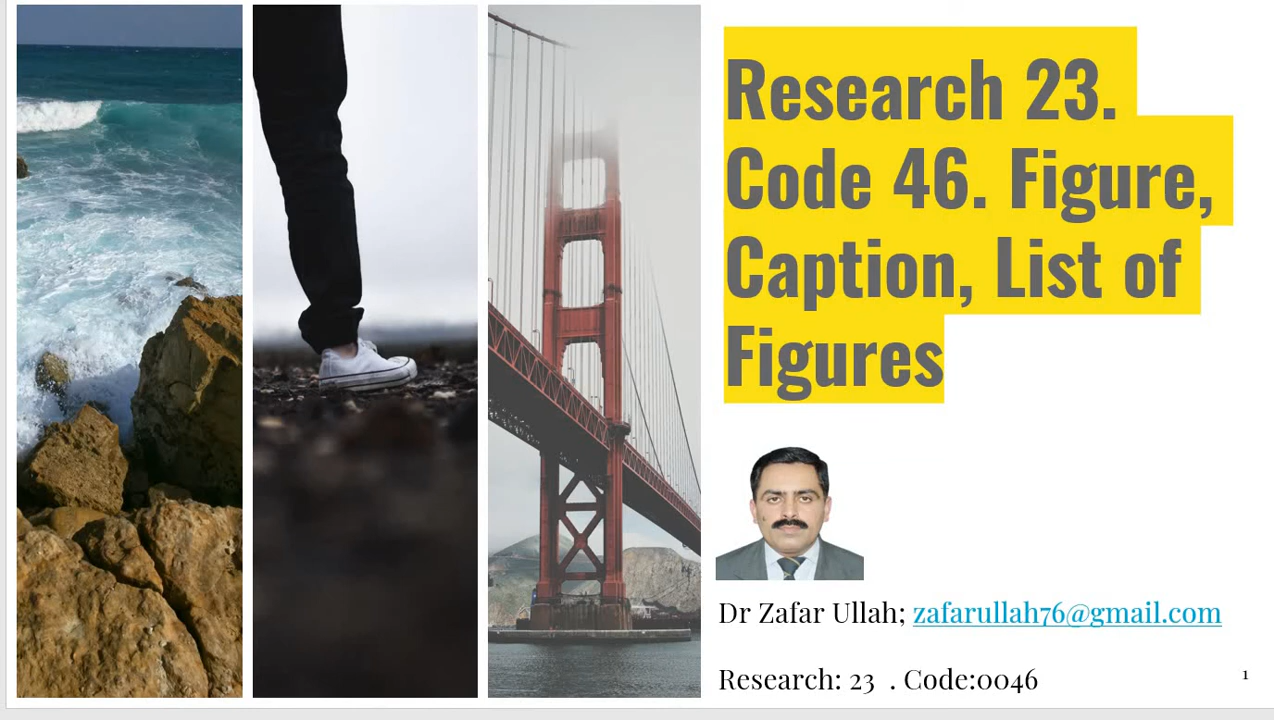 Research 23.
Code 46. Figure,
Caption, List of
Figures
Dr Zafar Ullah; zafarullah76@gmail.com
Research: 23 . Code:0046
1